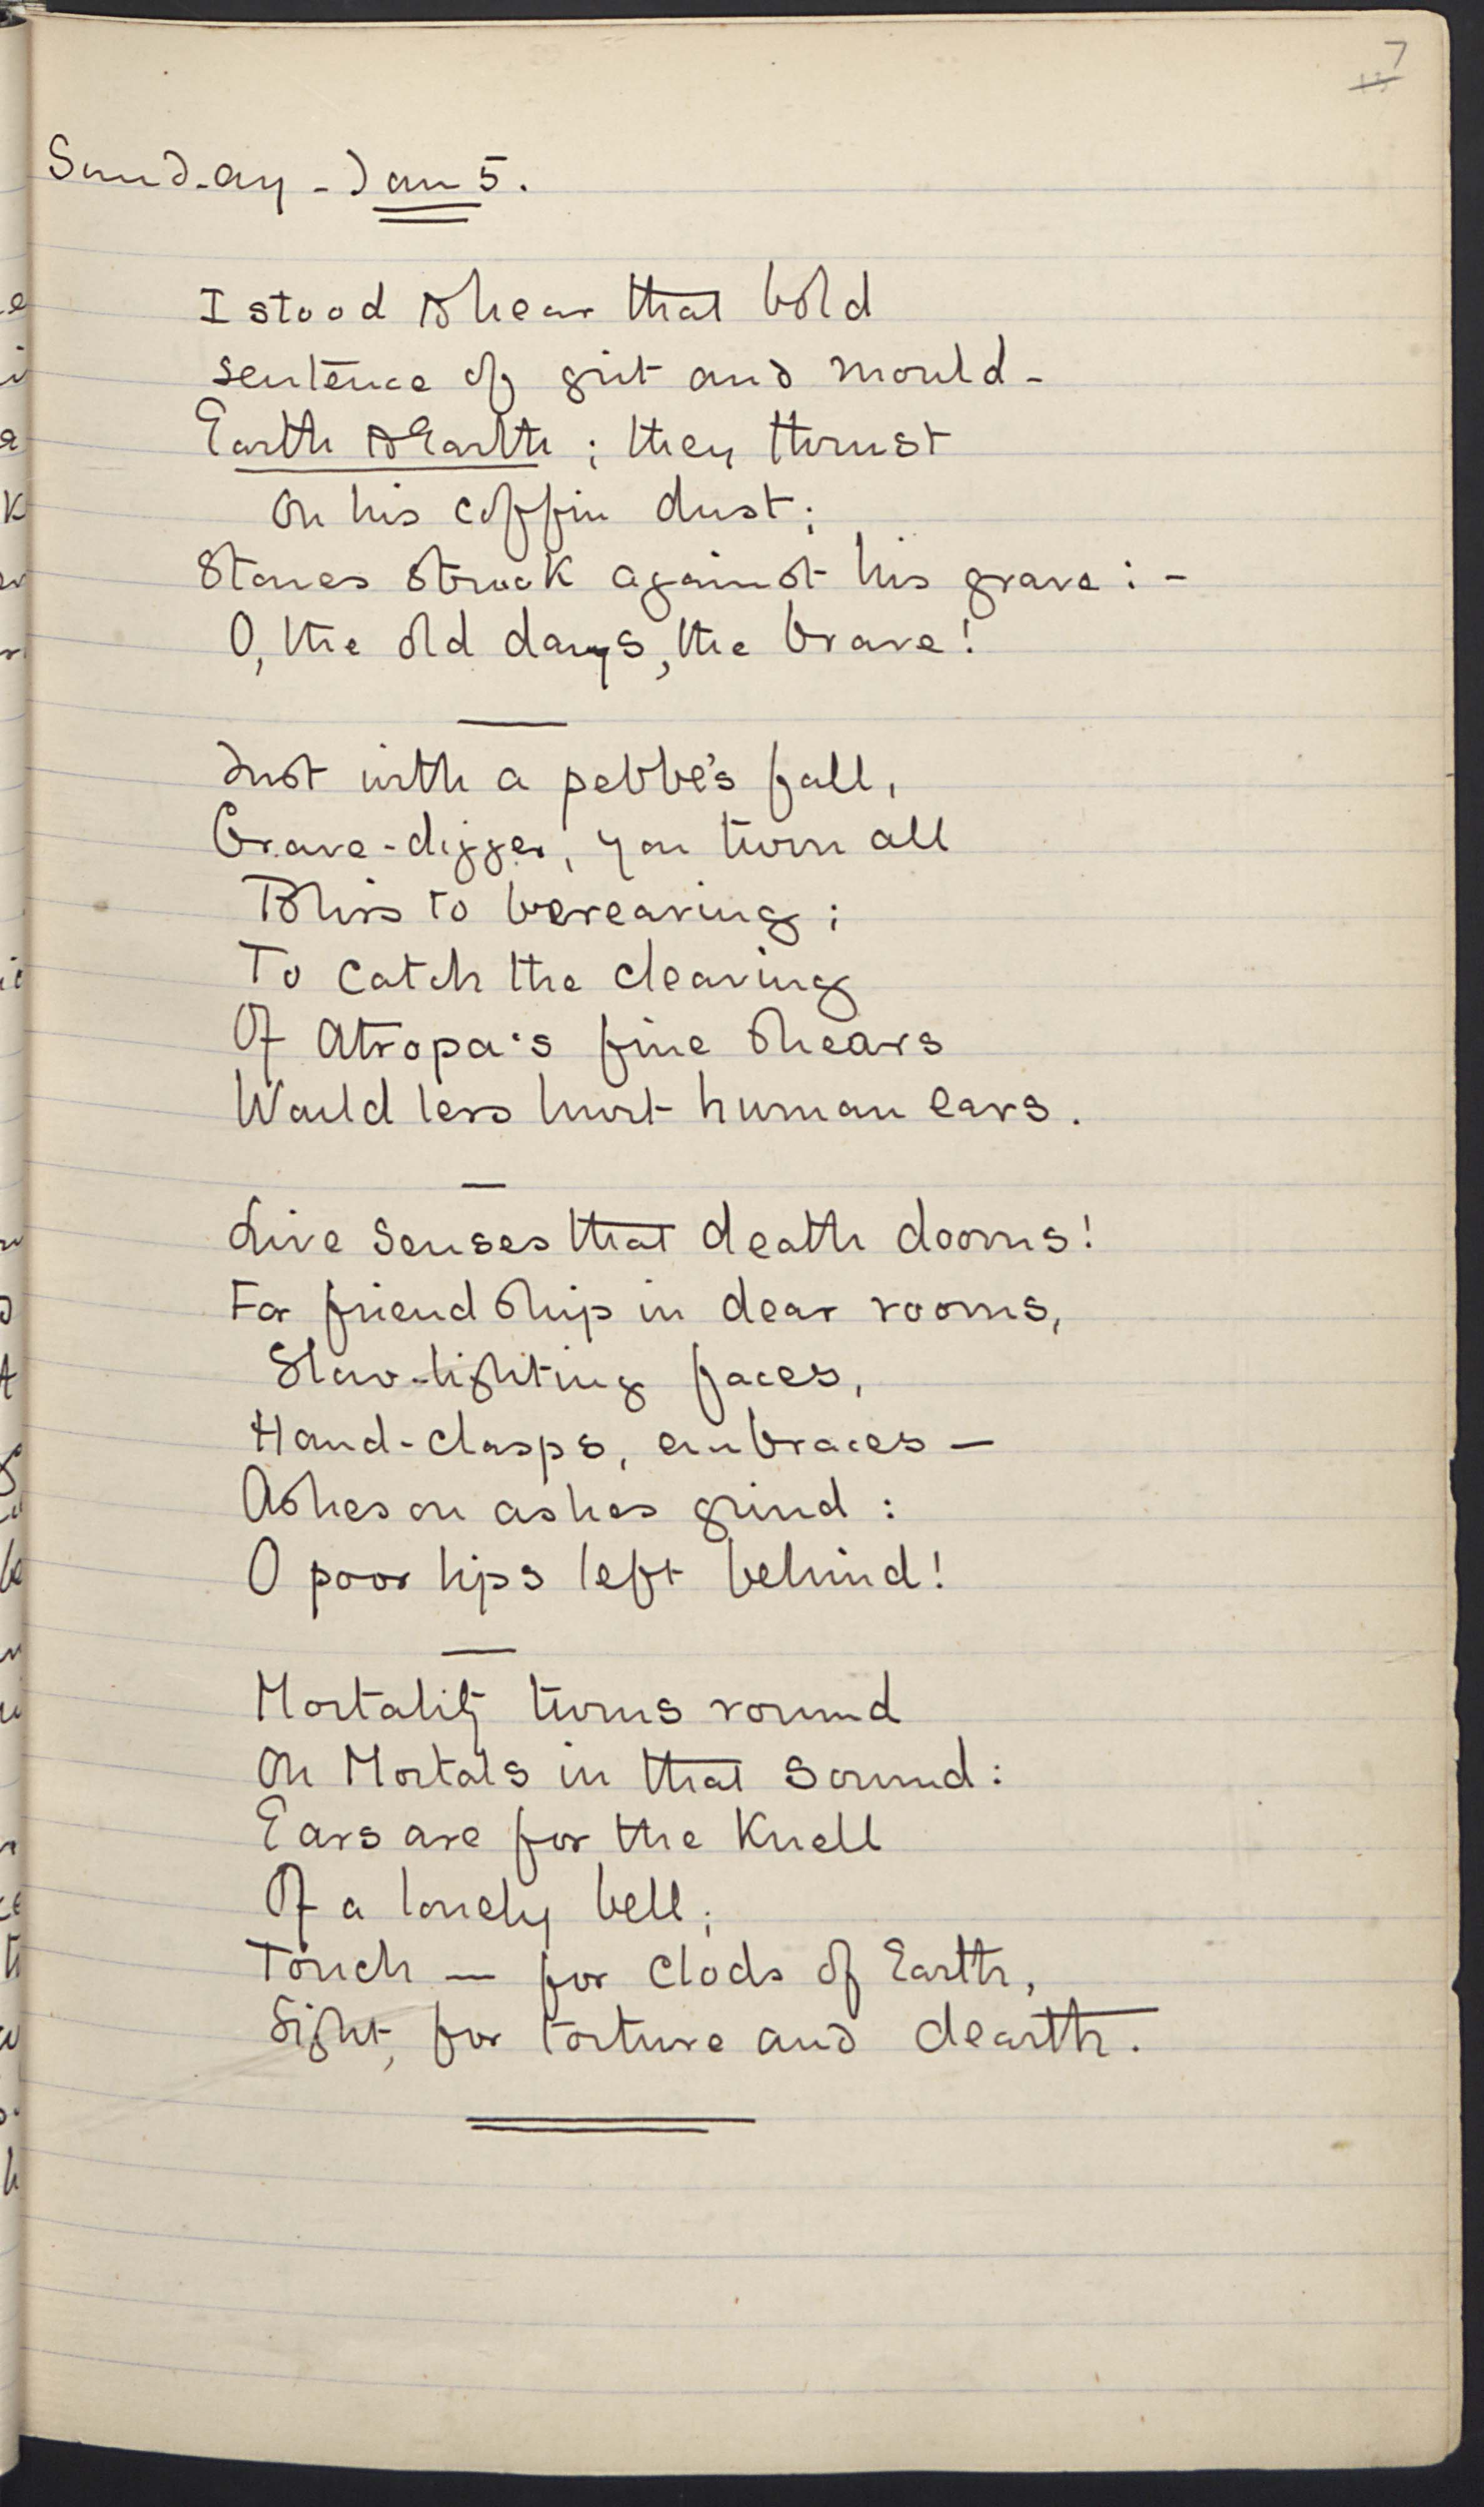 7
Sunday - Jan 5.
I stood to hear that bold
sentence of grit and mould -
Earth to Earth ; they thrust
On his coffin dust ;
Stones struck against his grave : -
O, the old days, the brave !
Just with a pebbe's fall,
Grave-digger, you turn all
Bliss to bereaving ;
To catch the cleaving
Of Atropa's fine shears
Would less hurt human ears.
Live senses that death dooms!
For friendship in dear rooms,
Slow-lighting faces,
Hand-clasps, embraces —
Ashes on ashes grind :
O poor lips left behind!
Mortality turns round
On Mortals in that sound :
Ears are for the Knell
Of a lonely bell ;
Touch — for clods of Earth,
Sight, for torture and dearth.